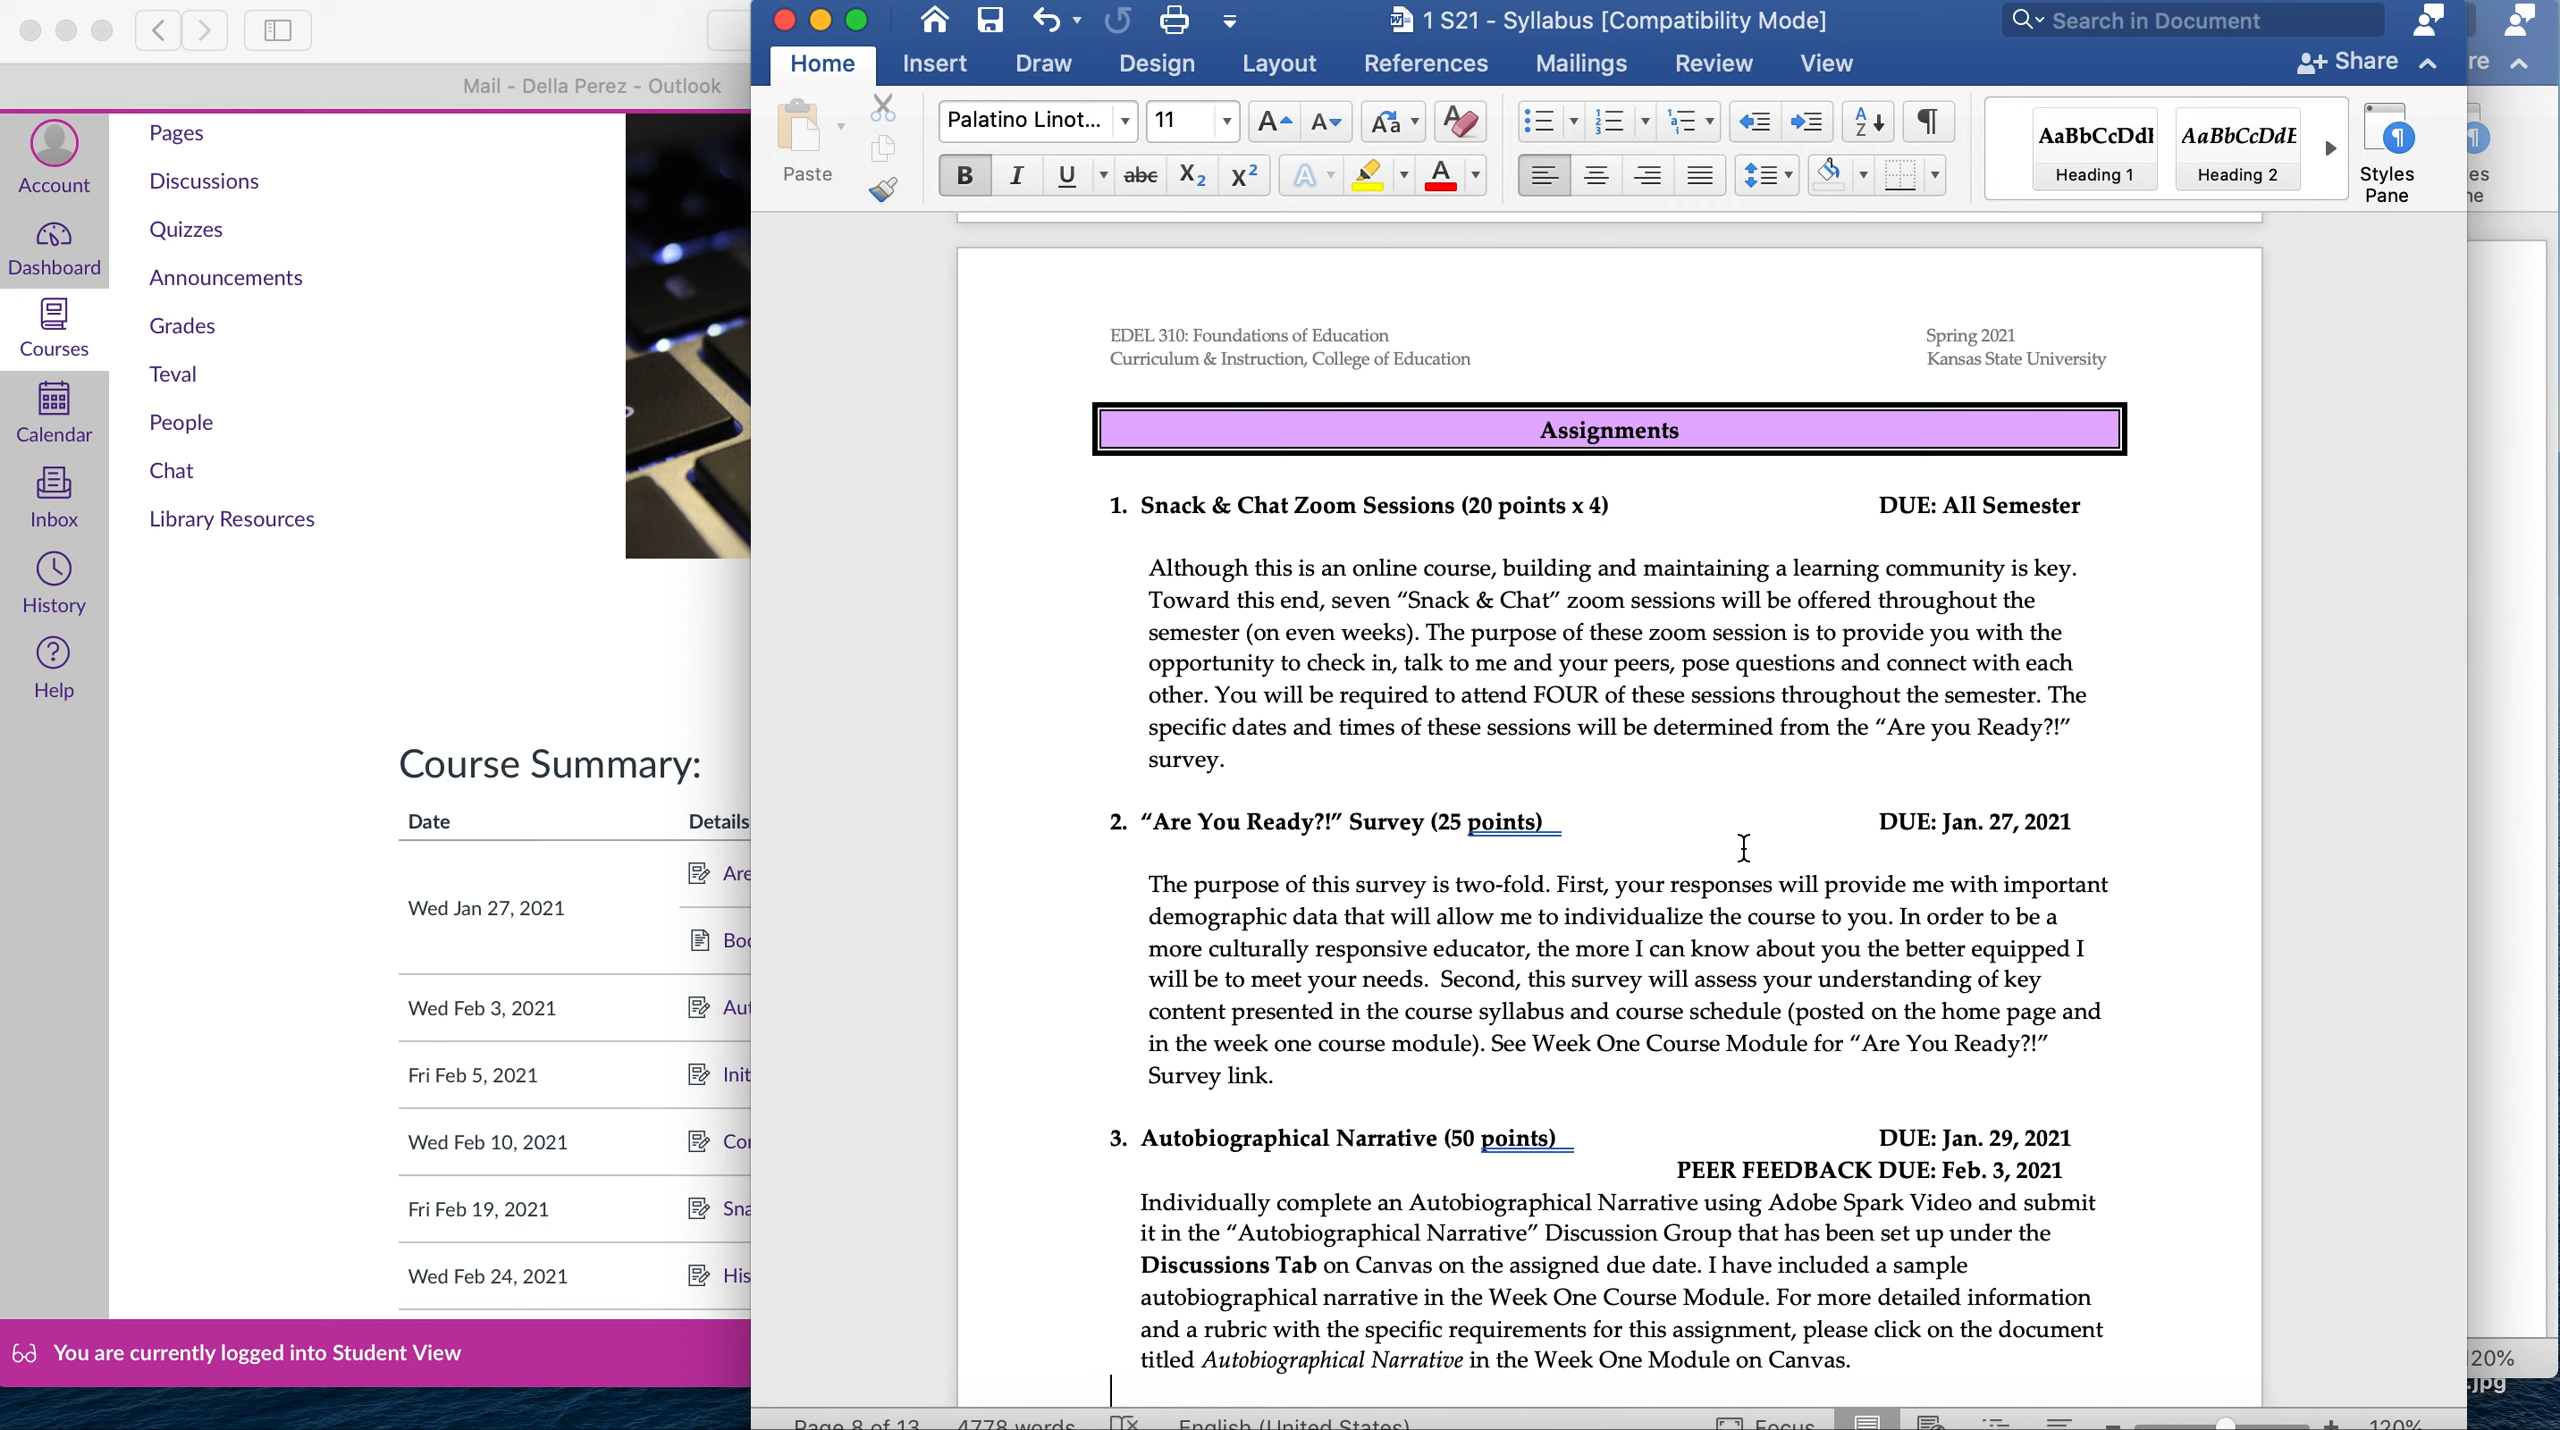 Mail - Della Perez - Outlook
Account
Dashboard
Courses
Calendar
Inbox
History
Help
Pages
Discussions
Quizzes
Announcements
Grades
Teval
People
Chat
Library Resources
Course Summary:
Date Details
Wed Jan 27, 2021
Wed Feb 3, 2021
Fri Feb 5, 2021
Wed Feb 10, 2021
Fri Feb 19, 2021
Wed Feb 24, 2021
You are currently logged into Student View
1 S21 - Syllabus [Compatibility Mode]
Search in Document
Home Insert Draw Design Layout References Mailings Review View
Share
Paste
Palatino Linot... 11
AaBbCcDdE
Heading 1
Heading 2
Styles
Pane
EDEL 310: Foundations of Education Spring 2021
Curriculum & Instruction, College of Education Kansas State University
Assignments
1. Snack & Chat Zoom Sessions (20 points x 4) DUE: All Semester
Although this is an online course, building and maintaining a learning community is key.
Toward this end, seven “Snack & Chat” zoom sessions will be offered throughout the
semester (on even weeks). The purpose of these zoom session is to provide you with the
opportunity to check in, talk to me and your peers, pose questions and connect with each
other. You will be required to attend FOUR of these sessions throughout the semester. The
specific dates and times of these sessions will be determined from the “Are you Ready?!”
survey.
2. “Are You Ready?!” Survey (25 points) DUE: Jan. 27, 2021
The purpose of this survey is two-fold. First, your responses will provide me with important
demographic data that will allow me to individualize the course to you. In order to be a
more culturally responsive educator, the more I can know about you the better equipped I
will be to meet your needs.  Second, this survey will assess your understanding of key
content presented in the course syllabus and course schedule (posted on the home page and
in the week one course module). See Week One Course Module for “Are You Ready?!”
Survey link.
3. Autobiographical Narrative (50 points) DUE: Jan. 29, 2021
PEER FEEDBACK DUE: Feb. 3, 2021
Individually complete an Autobiographical Narrative using Adobe Spark Video and submit
it in the “Autobiographical Narrative” Discussion Group that has been set up under the
Discussions Tab on Canvas on the assigned due date. I have included a sample
autobiographical narrative in the Week One Course Module. For more detailed information
and a rubric with the specific requirements for this assignment, please click on the document
titled Autobiographical Narrative in the Week One Module on Canvas.
Page 8 of 13 4778 words English (United States) Focus 120%
.jpg